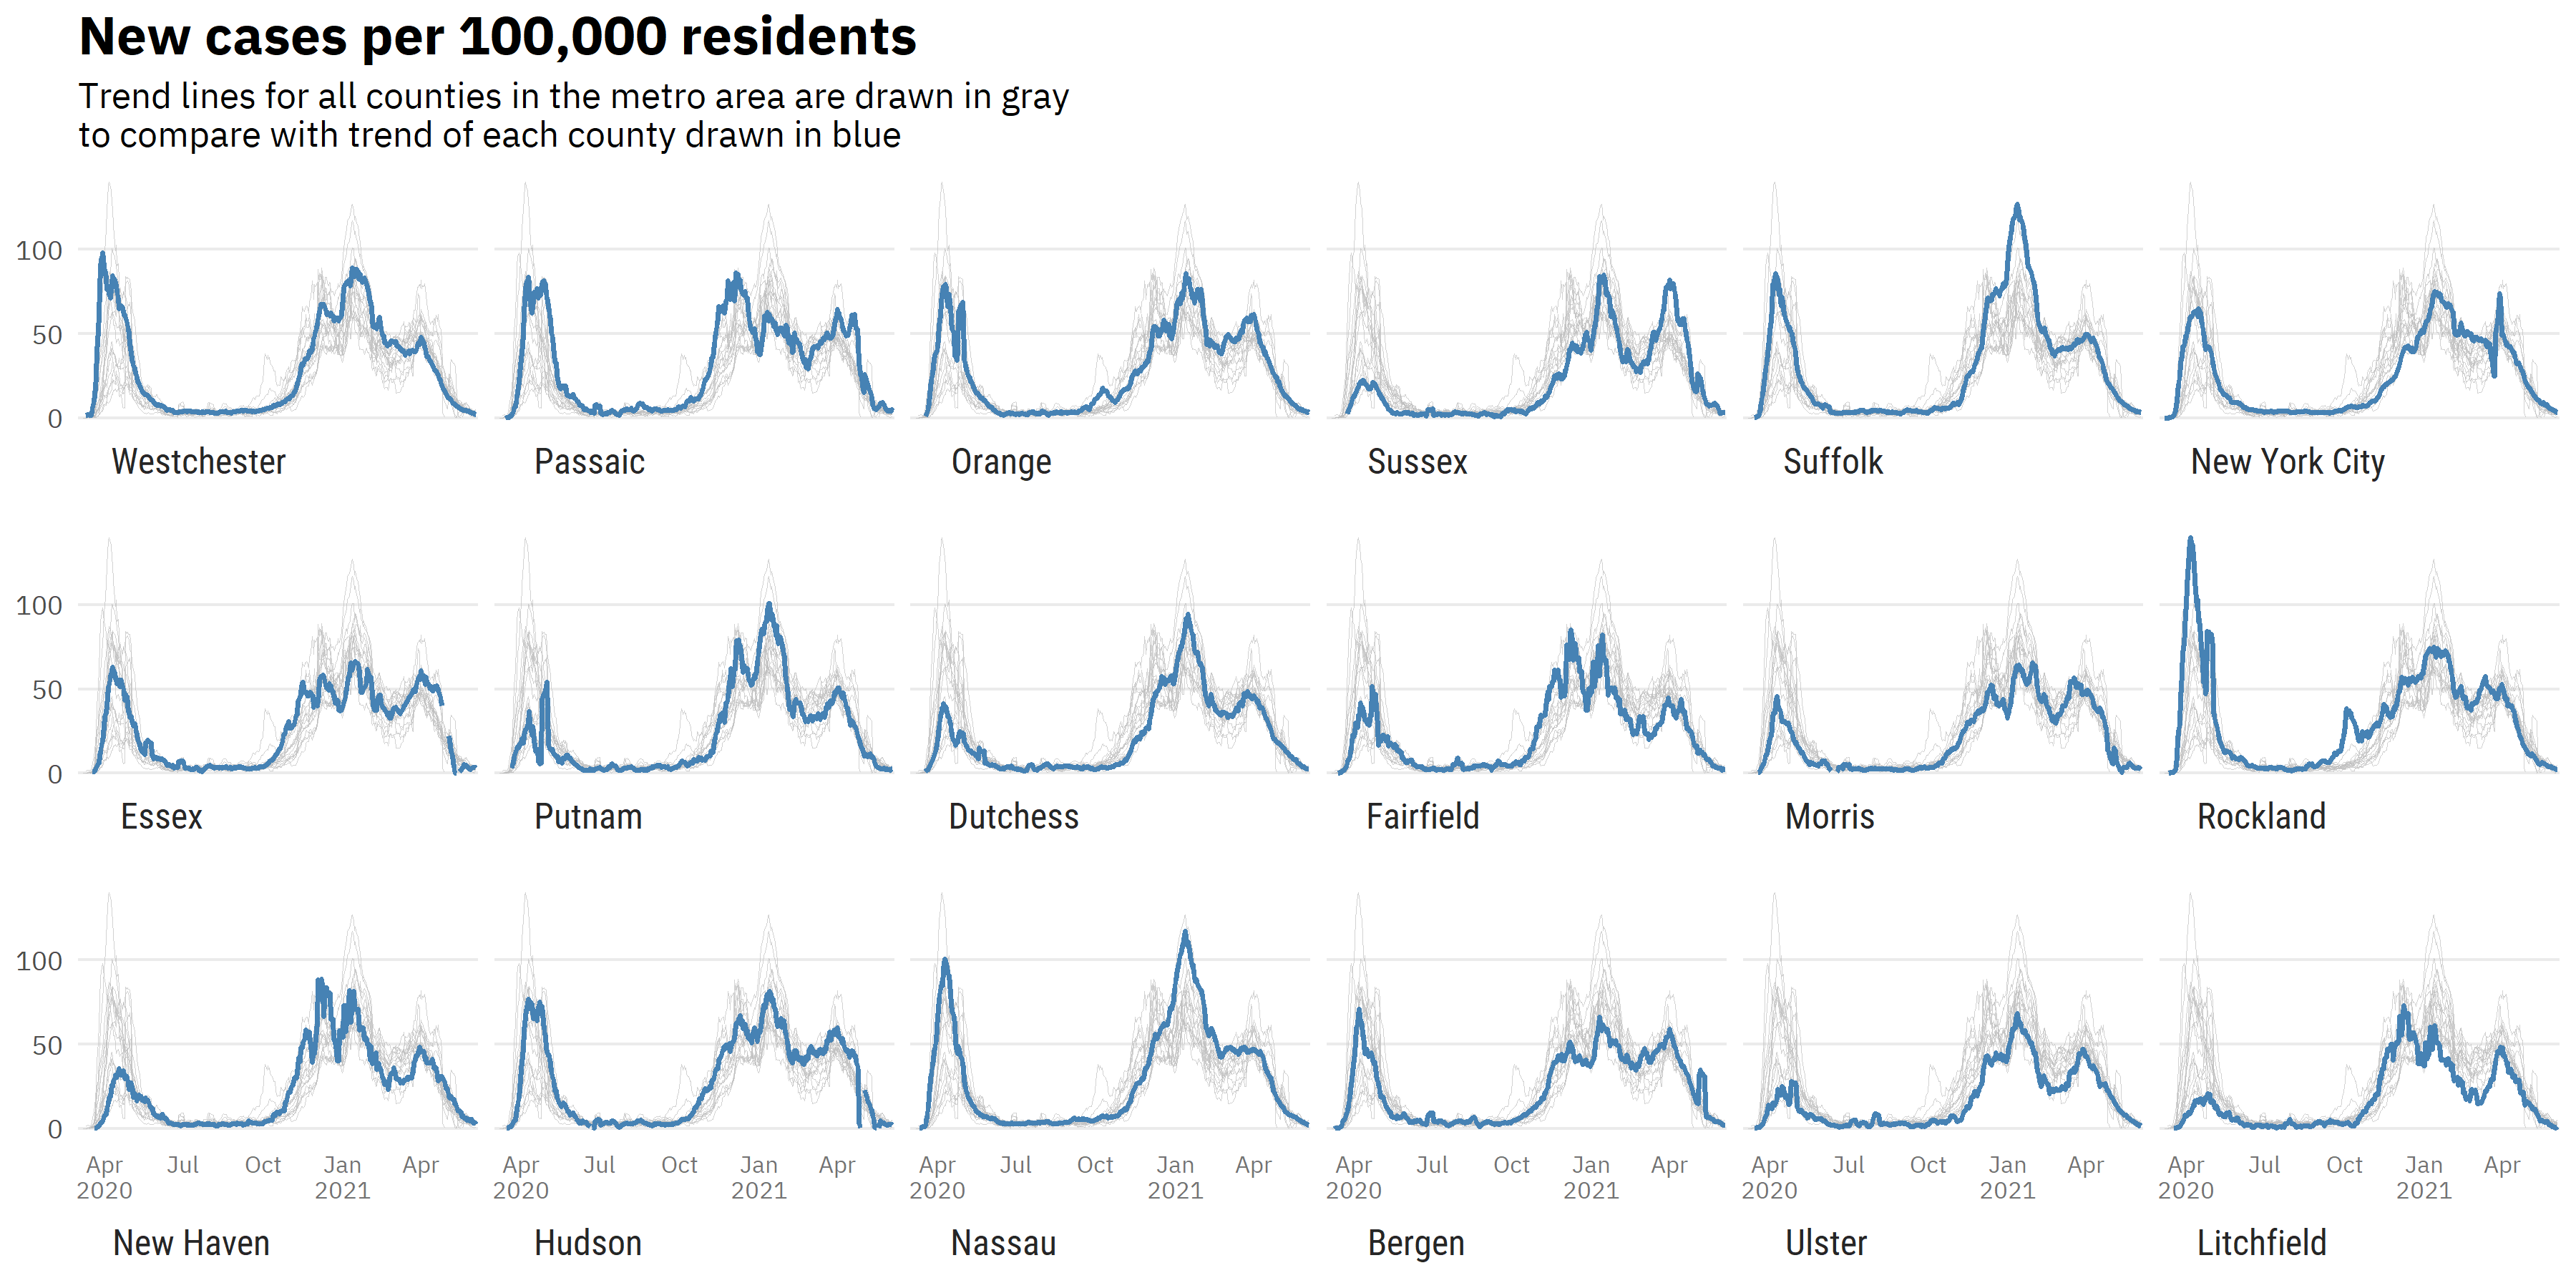 New cases per 100,000 residents
Trend lines for all counties in the metro area are drawn in gray
to compare with trend of each county drawn in blue
100
50
0
Westchester Passaic Orange Sussex Suffolk New York City
100
50
0
Essex Putnam Dutchess Fairfield Morris Rockland
100
50
0
Apr Jul Oct Jan Apr Apr Jul Oct Jan Apr Apr Jul Oct Jan Apr Apr Jul Oct Jan Apr Apr Jul Oct Jan Apr Apr Jul Oct Jan Apr
2020 2021 2020 2021 2020 2021 2020 2021 2020 2021 2020 2021
New Haven Hudson Nassau Bergen Ulster Litchfield